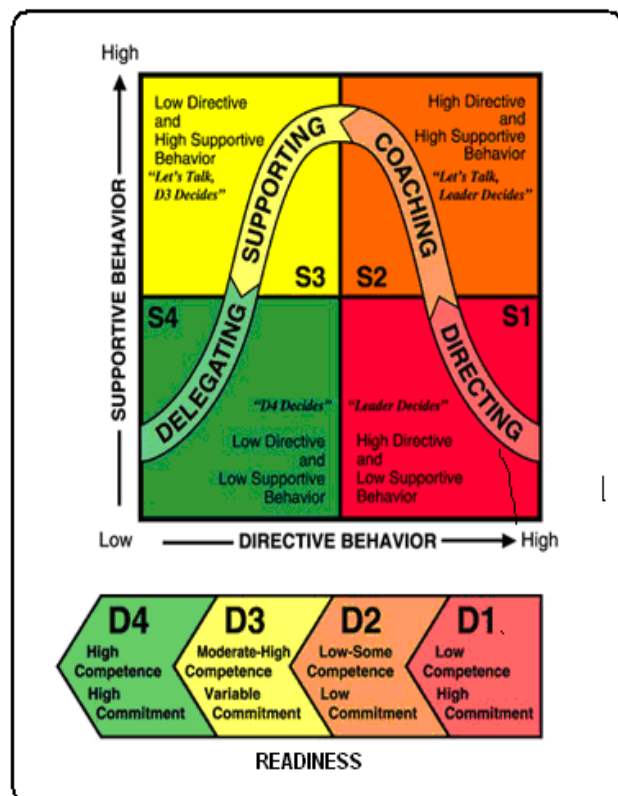 High
SUPPORTIVE BEHAVIOR
Low Directive
and
High Supportive
Behavior
"Let's Talk,
D3 Decides"
SUPPORTING
S3
High Directive
and
High Supportive
Behavior
"Let's Talk,
Leader Decides"
COACHING
S2
S4
DELEGATING
"D4 Decides"
Low Directive
and
Low Supportive
Behavior
S1
DIRECTING
"Leader Decides"
High Directive
and
Low Supportive
Behavior
Low
DIRECTIVE BEHAVIOR
High
D4
High
Competence
High
Commitment
D3
Moderate-High
Competence
Variable
Commitment
D2
Low-Some
Competence
Low
Commitment
D1
Low
Competence
High
Commitment
READINESS